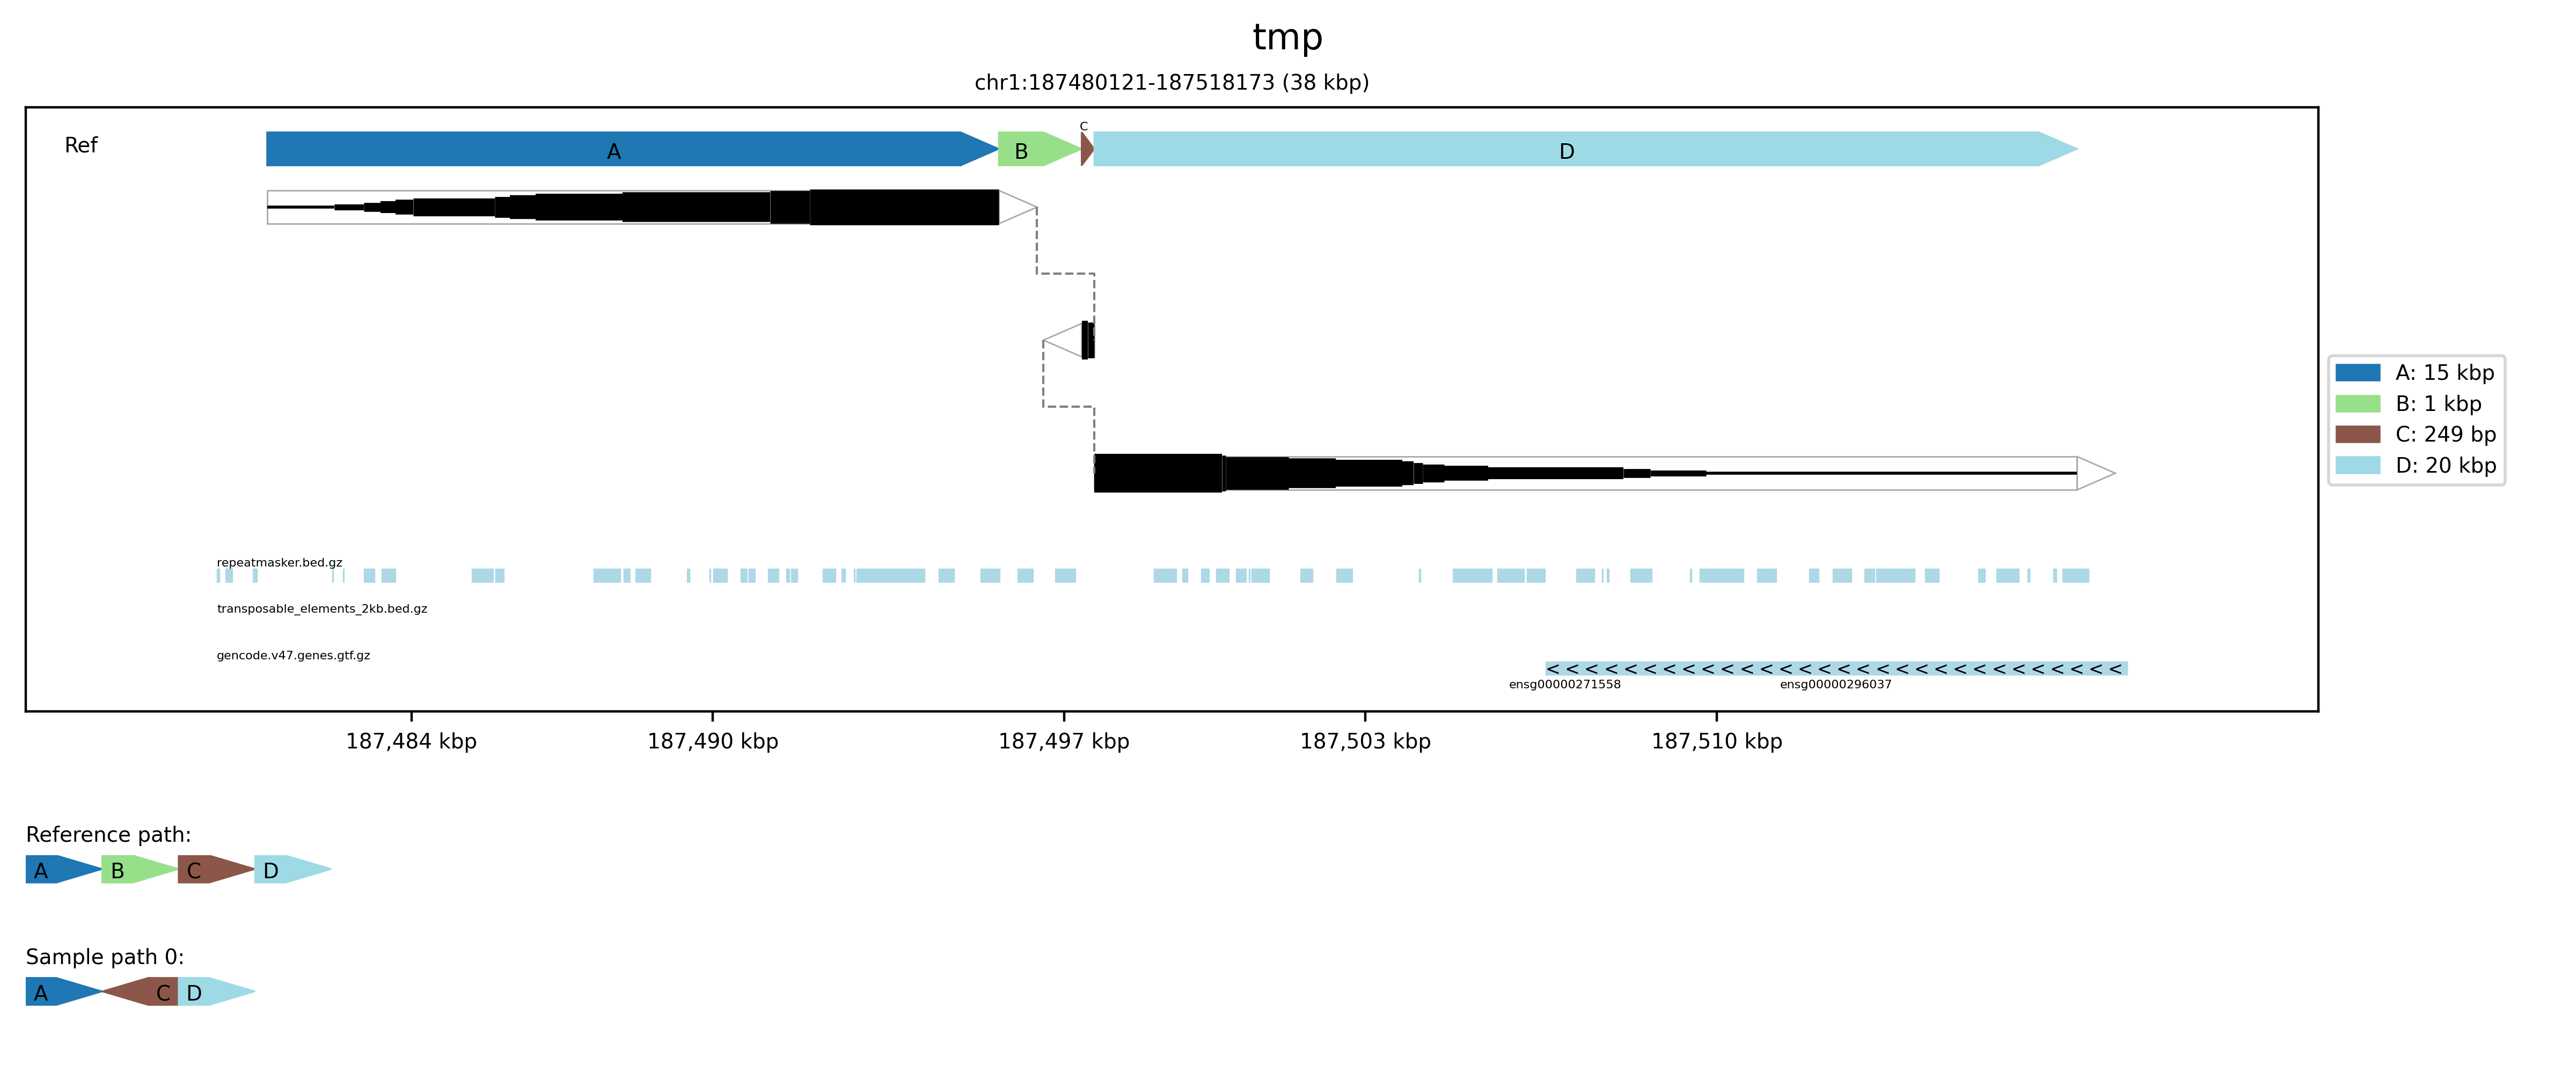 tmp
chr1:187480121-187518173 (38 kbp)
Ref
A
B
C
D
A: 15 kbp
B: 1 kbp
C: 249 bp
D: 20 kbp
repeatmasker.bed.gz
transposable_elements_2kb.bed.gz
gencode.v47.genes.gtf.gz
< < < < < < < < < < < < < < < < < < < < < < < < < < < < < <
ensg00000271558 ensg00000296037
187,484 kbp 187,490 kbp 187,497 kbp 187,503 kbp 187,510 kbp
Reference path:
A B C D
Sample path 0:
A C D